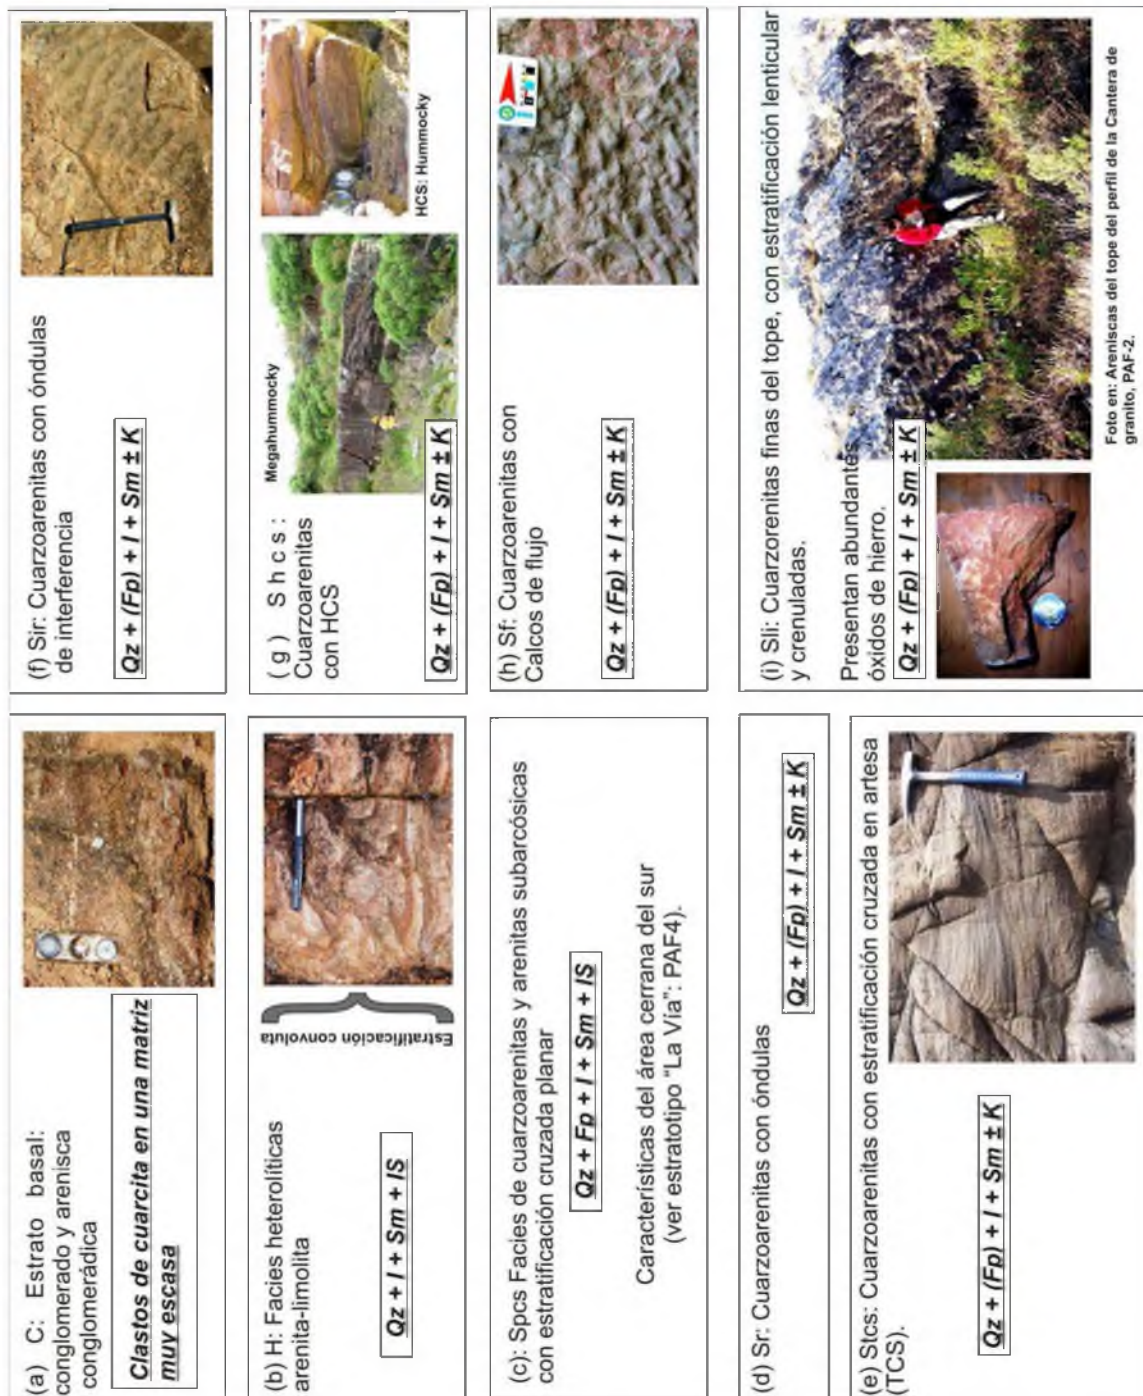 (a) C: Estrato basal:
conglomerado y arenisca
conglomerádica
Clastos de cuarcita en una matriz
muy escasa
(b) H: Facies heterolíticas
arenita-limolita
Qz + I + Sm + IS
Estratificación convoluta
(c): Spcs Facies de cuarzoarenitas y arenitas subarcósicas
con estratificación cruzada planar
Qz + Fp + I + Sm + IS
Características del área cerrana del sur
(ver estratotipo "La Vía": PAF4).
(d) Sr: Cuarzoarenitas con óndulas
Qz + (Fp) + I + Sm ± K
(e) Stcs: Cuarzoarenitas con estratificación cruzada en artesa
(TCS).
Qz + (Fp) + I + Sm ± K
(f) Sir: Cuarzoarenitas con óndulas
de interferencia
Qz + (Fp) + I + Sm ± K
(g) Shcs:
Cuarzoarenitas
con HCS
Megahummocky
HCS: Hummocky
Qz + (Fp) + I + Sm ± K
(h) Sf: Cuarzoarenitas con
Calcos de flujo
Qz + (Fp) + I + Sm ± K
(i) Sli: Cuarzorenitas finas del tope, con estratificación lenticular
y crenuladas.
Presentan abundantes
óxidos de hierro.
Qz + (Fp) + I + Sm ± K
Foto en: Areniscas del tope del perfil de la Cantera de
granito, PAF-2.